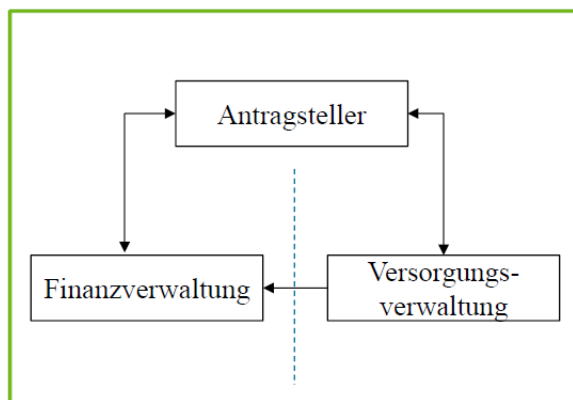 Antragsteller
Finanzverwaltung
Versorgungs-
verwaltung